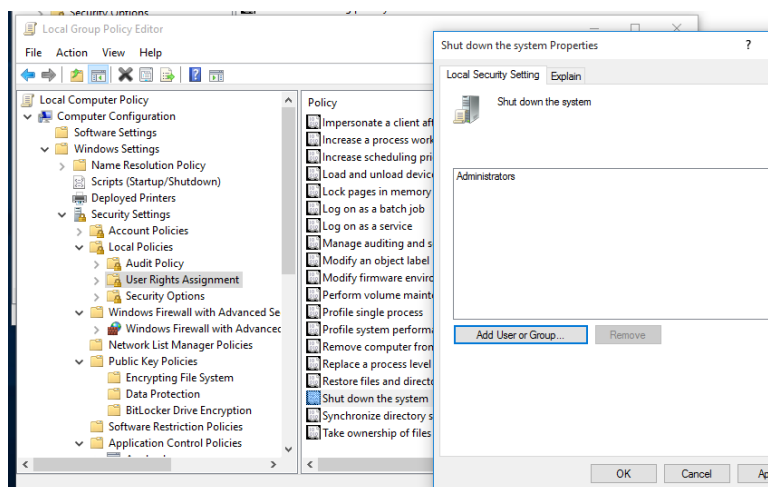 Security Options
Local Group Policy Editor
File Action View Help
Local Computer Policy
Computer Configuration
Software Settings
Windows Settings
Name Resolution Policy
Scripts (Startup/Shutdown)
Deployed Printers
Security Settings
Account Policies
Local Policies
Audit Policy
User Rights Assignment
Security Options
Windows Firewall with Advanced Se
Windows Firewall with Advanced
Network List Manager Policies
Public Key Policies
Encrypting File System
Data Protection
BitLocker Drive Encryption
Software Restriction Policies
Application Control Policies
Policy
Impersonate a client aft
Increase a process work
Increase scheduling pri
Load and unload device
Lock pages in memory
Log on as a batch job
Log on as a service
Manage auditing and s
Modify an object label
Modify firmware enviro
Perform volume mainte
Profile single process
Profile system performa
Remove computer from
Replace a process level
Restore files and directo
Shut down the system
Synchronize directory s
Take ownership of files
Shut down the system Properties ?
Local Security Setting Explain
Shut down the system
Administrators
Add User or Group... Remove
OK Cancel Ap